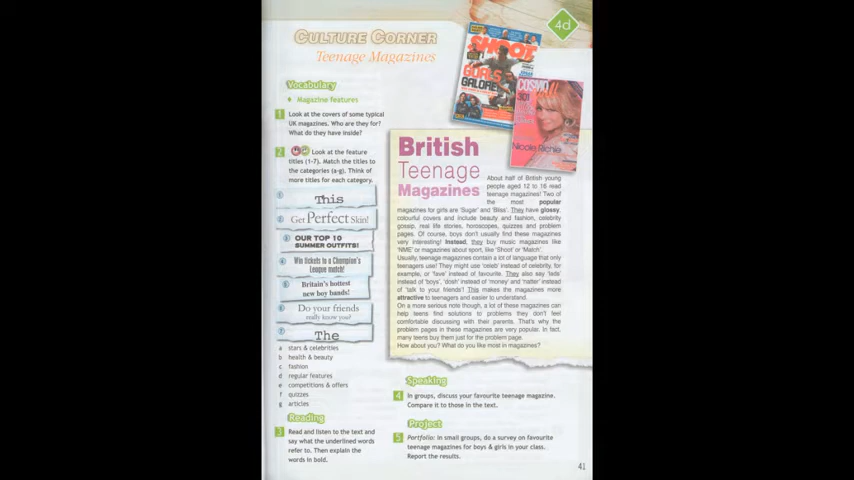 CULTURE CORNER
4d
Teenage Magazines
SHOOT
GOALS
GALORE
COSMO
301
Nicole Richie
Vocabulary
Magazine features
1 Look at the covers of some typical
UK magazines. Who are they for?
What do they have inside?
2 Look at the feature
titles (1-7). Match the titles to
the categories (a-g). Think of
more titles for each category.
1 This
2 Get Perfect Skin!
3 OUR TOP 10
SUMMER OUTFITS!
4 Win tickets to a Champion's
League match!
5 Britain's hottest
new boy bands!
6 Do your friends
really know you?
7 The
a stars & celebrities
b health & beauty
c fashion
d regular features
e competitions & offers
f quizzes
g articles
Reading
3 Read and listen to the text and
say what the underlined words
refer to. Then explain the
words in bold.
British
Teenage
Magazines
About half of British young
people aged 12 to 16 read
teenage magazines! Two of
the most popular
magazines for girls are 'Sugar' and 'Bliss'. They have glossy,
colourful covers and include beauty and fashion, celebrity
gossip, real life stories, horoscopes, quizzes and problem
pages. Of course, boys don't usually find these magazines
very interesting! Instead, they buy music magazines like
'NME' or magazines about sport, like 'Shoot' or 'Match'.
Usually, teenage magazines contain a lot of language that only
teenagers use! They might use 'celeb' instead of celebrity, for
example, or 'fave' instead of favourite. They also say 'lads'
instead of 'boys', 'dosh' instead of 'money' and 'natter' instead
of 'talk to your friends'! This makes the magazines more
attractive to teenagers and easier to understand.
On a more serious note though, a lot of these magazines can
help teens find solutions to problems they don't feel
comfortable discussing with their parents. That's why the
problem pages in these magazines are very popular. In fact,
many teens buy them just for the problem page.
How about you? What do you like most in magazines?
Speaking
4 In groups, discuss your favourite teenage magazine.
Compare it to those in the text.
Project
5 Portfolio: In small groups, do a survey on favourite
teenage magazines for boys & girls in your class.
Report the results.
41